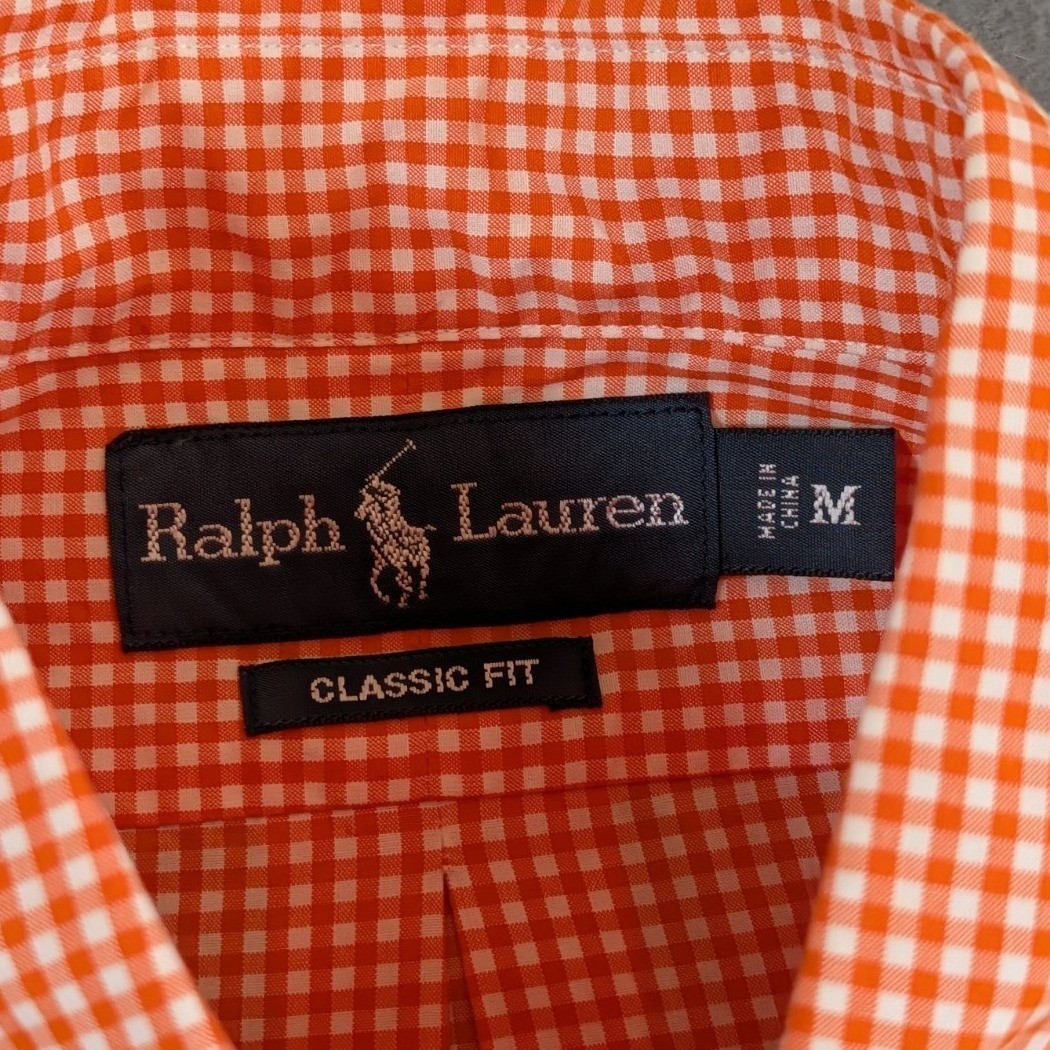 Ralph Lauren
MADE IN
CHINA
M
CLASSIC FIT